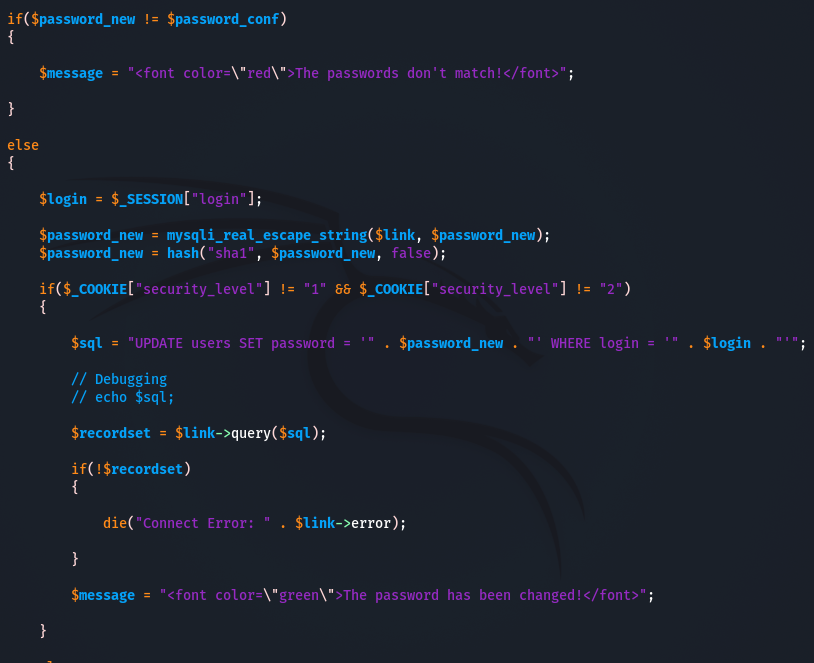 if($password_new != $password_conf)
{
$message = "<font color=\"red\">The passwords don't match!</font>";
}
else
{
$login = $_SESSION["login"];
$password_new = mysqli_real_escape_string($link, $password_new);
$password_new = hash("sha1", $password_new, false);
if($_COOKIE["security_level"] != "1" && $_COOKIE["security_level"] != "2")
{
$sql = "UPDATE users SET password = '" . $password_new . "' WHERE login = '" . $login . "'";
// Debugging
// echo $sql;
$recordset = $link->query($sql);
if(!$recordset)
{
die("Connect Error: " . $link->error);
}
$message = "<font color=\"green\">The password has been changed!</font>";
}